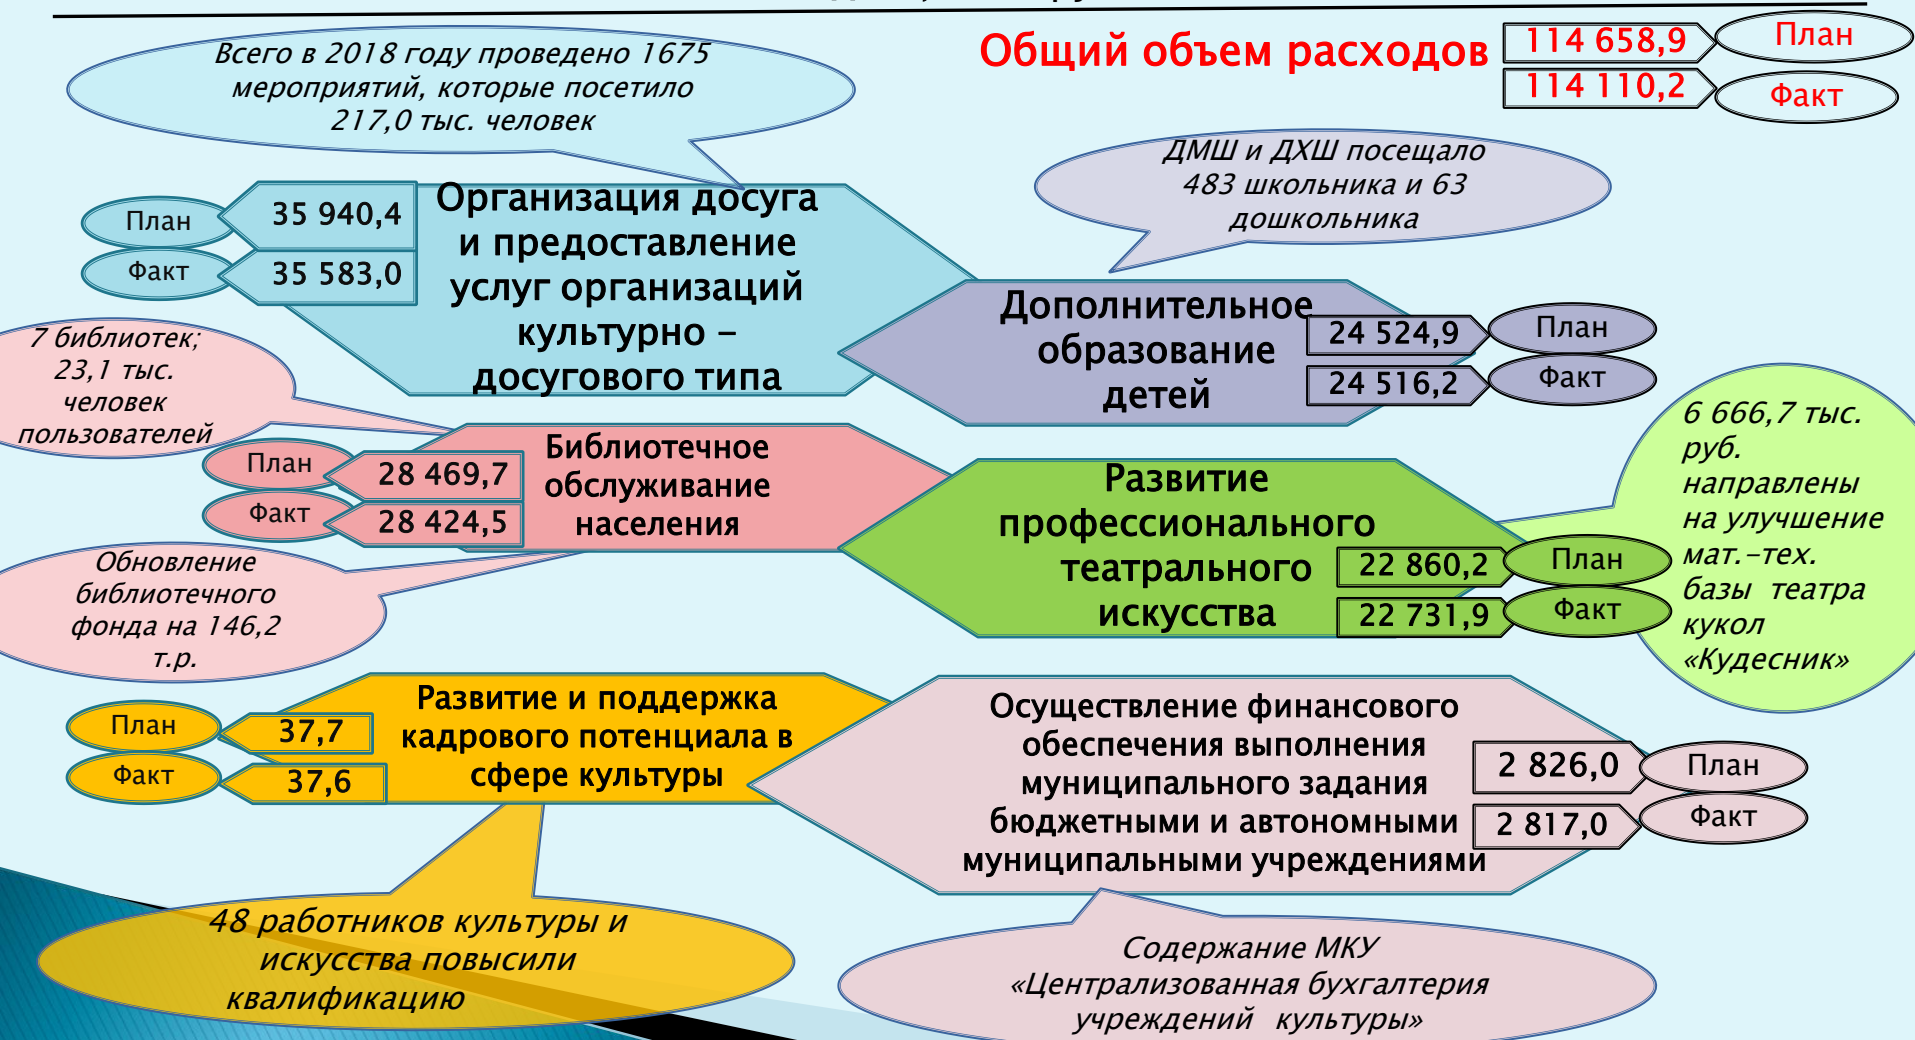 Всего в 2018 году проведено 1675
мероприятий, которые посетило
217,0 тыс. человек
Общий объем расходов
114 658,9
План
114 110,2
Факт
ДМШ и ДХШ посещало
483 школьника и 63
дошкольника
План
35 940,4
Факт
35 583,0
Организация досуга
и предоставление
услуг организаций
культурно –
досугового типа
Дополнительное
образование
детей
24 524,9
План
24 516,2
Факт
7 библиотек;
23,1 тыс.
человек
пользователей
План
28 469,7
Факт
28 424,5
Библиотечное
обслуживание
населения
Развитие
профессионального
театрального
искусства
22 860,2
План
22 731,9
Факт
6 666,7 тыс.
руб.
направлены
на улучшение
мат.-тех.
базы театра
кукол
«Кудесник»
Обновление
библиотечного
фонда на 146,2
т.р.
План
37,7
Факт
37,6
Развитие и поддержка
кадрового потенциала в
сфере культуры
Осуществление финансового
обеспечения выполнения
муниципального задания
бюджетными и автономными
муниципальными учреждениями
2 826,0
План
2 817,0
Факт
48 работников культуры и
искусства повысили
квалификацию
Содержание МКУ
«Централизованная бухгалтерия
учреждений культуры»